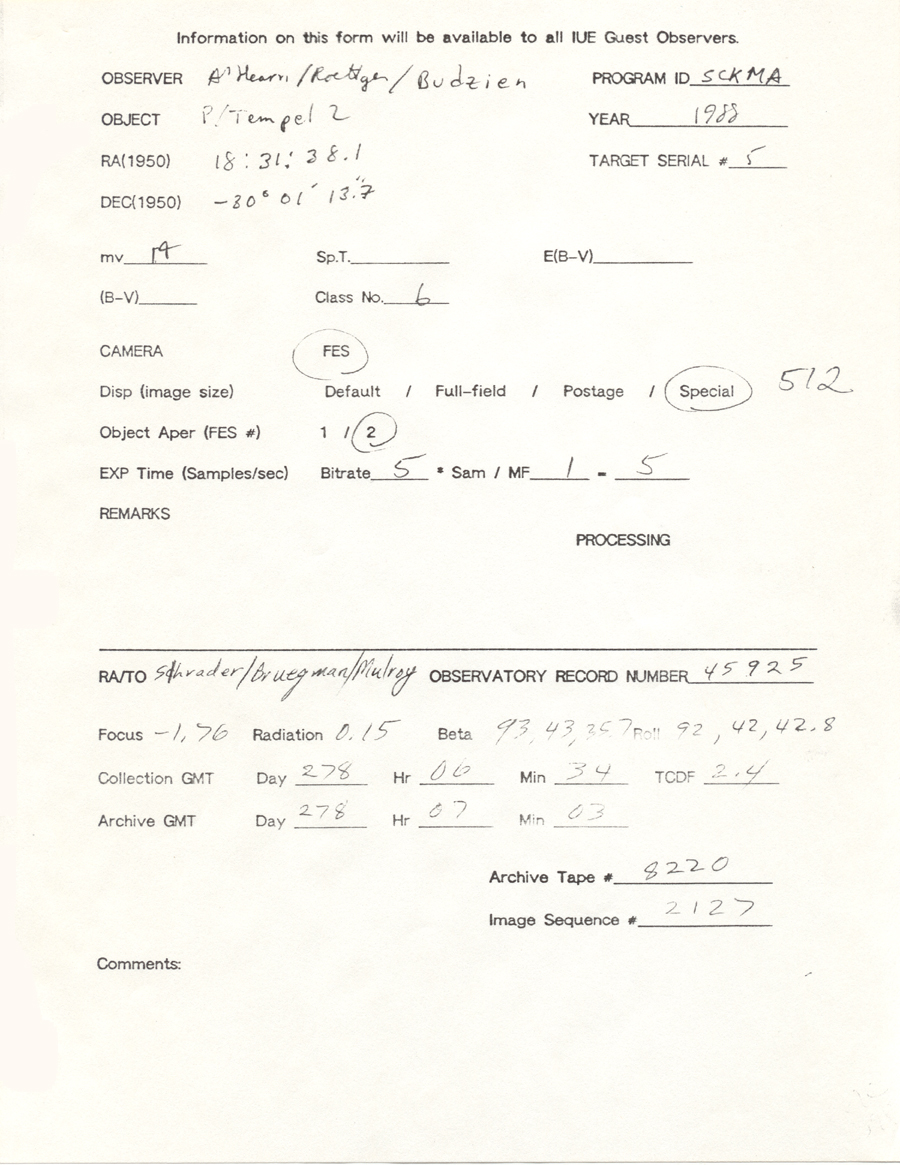 Information on this form will be available to all IUE Guest Observers.
OBSERVER A'Hearn/Roettger/Budzien PROGRAM ID SCKMA
OBJECT P/Tempel 2 YEAR 1988
RA(1950) 18:31:38.1 TARGET SERIAL # 5
DEC(1950) -30° 01' 13."7
mv 14 Sp.T. E(B-V)
(B-V) Class No. 6
CAMERA FES
Disp (image size) Default / Full-field / Postage / Special 512
Object Aper (FES #) 1 / 2
EXP Time (Samples/sec) Bitrate 5 * Sam / MF 1 - 5
REMARKS
PROCESSING
RA/TO Schrader/Bruegman/Mulroy OBSERVATORY RECORD NUMBER 45925
Focus -1.76 Radiation 0.15 Beta 93, 43, 35.7 Roll 92, 42, 42.8
Collection GMT Day 278 Hr 06 Min 34 TCDF 2.4
Archive GMT Day 278 Hr 07 Min 03
Archive Tape # 8220
Image Sequence # 2127
Comments: